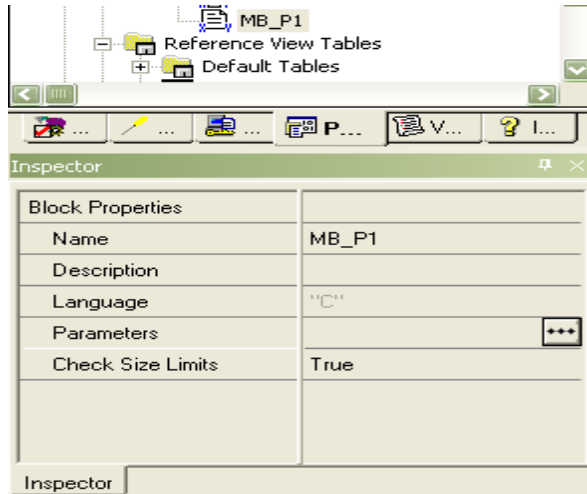 MB_P1
Reference View Tables
Default Tables
... ... ... P... V... I...
Inspector
Block Properties
Name MB_P1
Description
Language "C"
Parameters
Check Size Limits True
Inspector